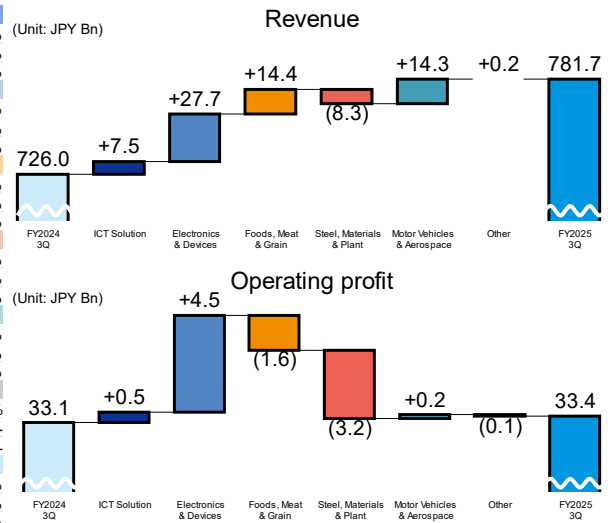 Revenue
(Unit: JPY Bn)
726.0
+7.5
+27.7
+14.4
(8.3)
+14.3
+0.2
781.7
FY2024
3Q
ICT Solution
Electronics
& Devices
Foods, Meat
& Grain
Steel, Materials
& Plant
Motor Vehicles
& Aerospace
Other
FY2025
3Q
Operating profit
(Unit: JPY Bn)
33.1
+0.5
+4.5
(1.6)
(3.2)
+0.2
(0.1)
33.4
FY2024
3Q
ICT Solution
Electronics
& Devices
Foods, Meat
& Grain
Steel, Materials
& Plant
Motor Vehicles
& Aerospace
Other
FY2025
3Q